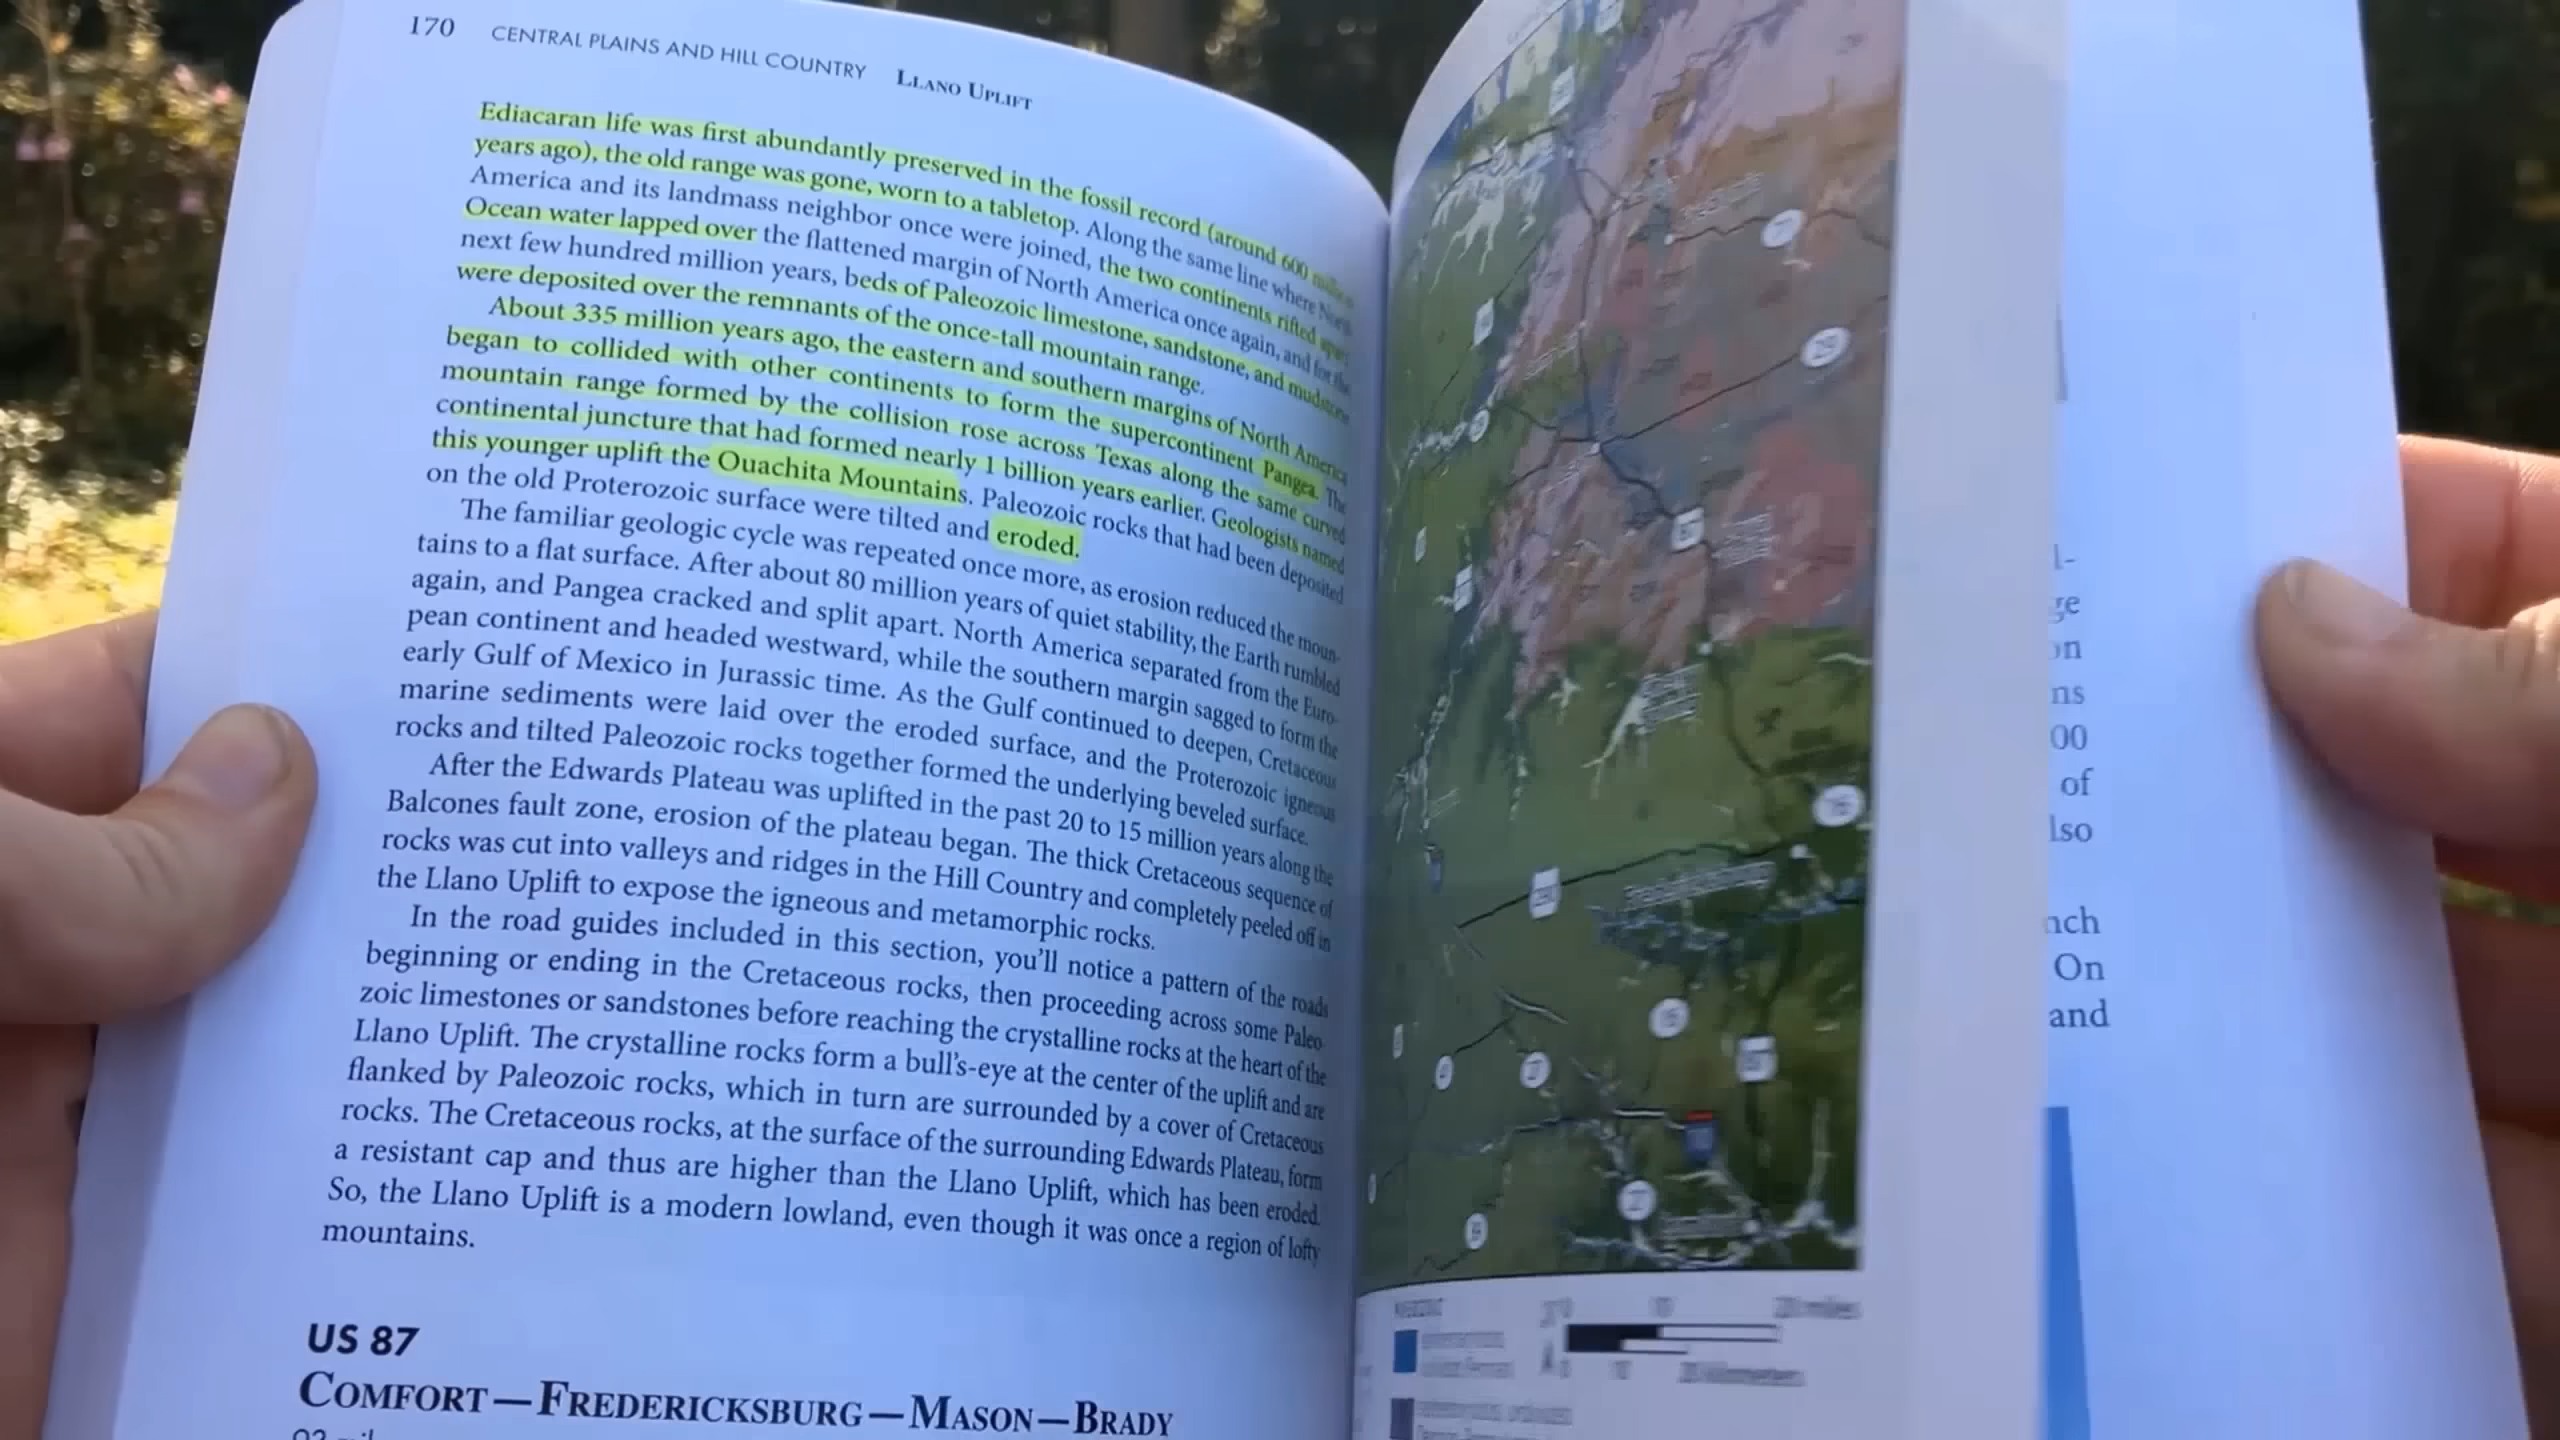 170 CENTRAL PLAINS AND HILL COUNTRY LLANO UPLIFT
Ediacaran life was first abundantly preserved in the fossil record (around 600 million
years ago), the old range was gone, worn to a tabletop. Along the same line where North
America and its landmass neighbor once were joined, the two continents rifted apart.
Ocean water lapped over the flattened margin of North America once again, and for the
next few hundred million years, beds of Paleozoic limestone, sandstone, and mudstone
were deposited over the remnants of the once-tall mountain range.
About 335 million years ago, the eastern and southern margins of North America
began to collided with other continents to form the supercontinent Pangea. The
mountain range formed by the collision rose across Texas along the same curved
continental juncture that had formed nearly 1 billion years earlier. Geologists named
this younger uplift the Ouachita Mountains. Paleozoic rocks that had been deposited
on the old Proterozoic surface were tilted and eroded.
The familiar geologic cycle was repeated once more, as erosion reduced the moun-
tains to a flat surface. After about 80 million years of quiet stability, the Earth rumbled
again, and Pangea cracked and split apart. North America separated from the Euro-
pean continent and headed westward, while the southern margin sagged to form the
early Gulf of Mexico in Jurassic time. As the Gulf continued to deepen, Cretaceous
marine sediments were laid over the eroded surface, and the Proterozoic igneous
rocks and tilted Paleozoic rocks together formed the underlying beveled surface.
After the Edwards Plateau was uplifted in the past 20 to 15 million years along the
Balcones fault zone, erosion of the plateau began. The thick Cretaceous sequence of
rocks was cut into valleys and ridges in the Hill Country and completely peeled off in
the Llano Uplift to expose the igneous and metamorphic rocks.
In the road guides included in this section, you'll notice a pattern of the roads
beginning or ending in the Cretaceous rocks, then proceeding across some Paleo-
zoic limestones or sandstones before reaching the crystalline rocks at the heart of the
Llano Uplift. The crystalline rocks form a bull's-eye at the center of the uplift and are
flanked by Paleozoic rocks, which in turn are surrounded by a cover of Cretaceous
rocks. The Cretaceous rocks, at the surface of the surrounding Edwards Plateau, form
a resistant cap and thus are higher than the Llano Uplift, which has been eroded.
So, the Llano Uplift is a modern lowland, even though it was once a region of lofty
mountains.
US 87
COMFORT—FREDERICKSBURG—MASON—BRADY
71
29
87
16
290
16
27
87
27
l-
ge
on
ns
00
of
lso
nch
On
and